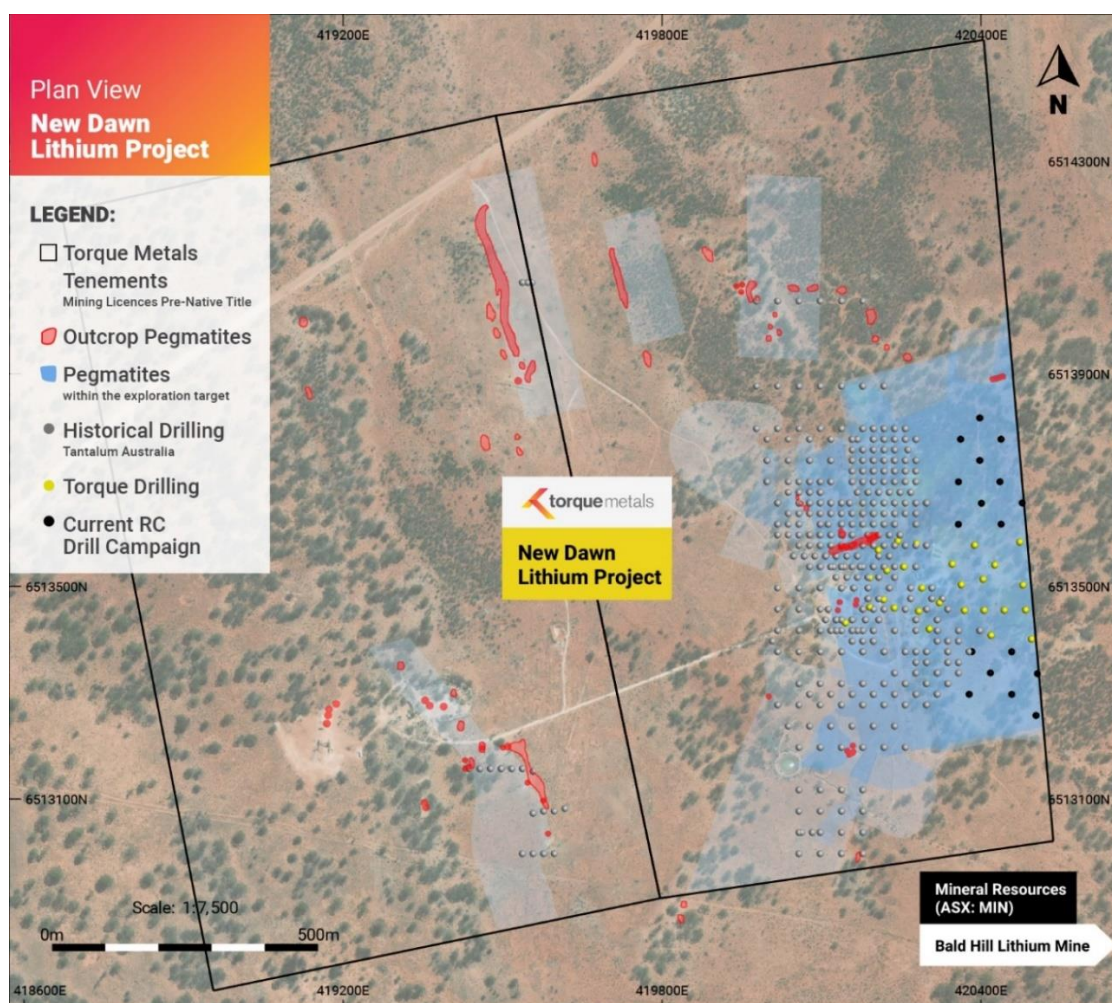 419200E
419800E
420400E
Plan View
New Dawn
Lithium Project
N
6514300N
LEGEND:
Torque Metals
Tenements
Mining Licences Pre-Native Title
Outcrop Pegmatites
Pegmatites
within the exploration target
Historical Drilling
Tantalum Australia
Torque Drilling
Current RC
Drill Campaign
6513900N
torquemetals
New Dawn
Lithium Project
6513500N
6513500N
6513100N
6513100N
Scale: 1:7,500
0m
500m
Mineral Resources
(ASX: MIN)
Bald Hill Lithium Mine
418600E
419200E
419800E
420400E